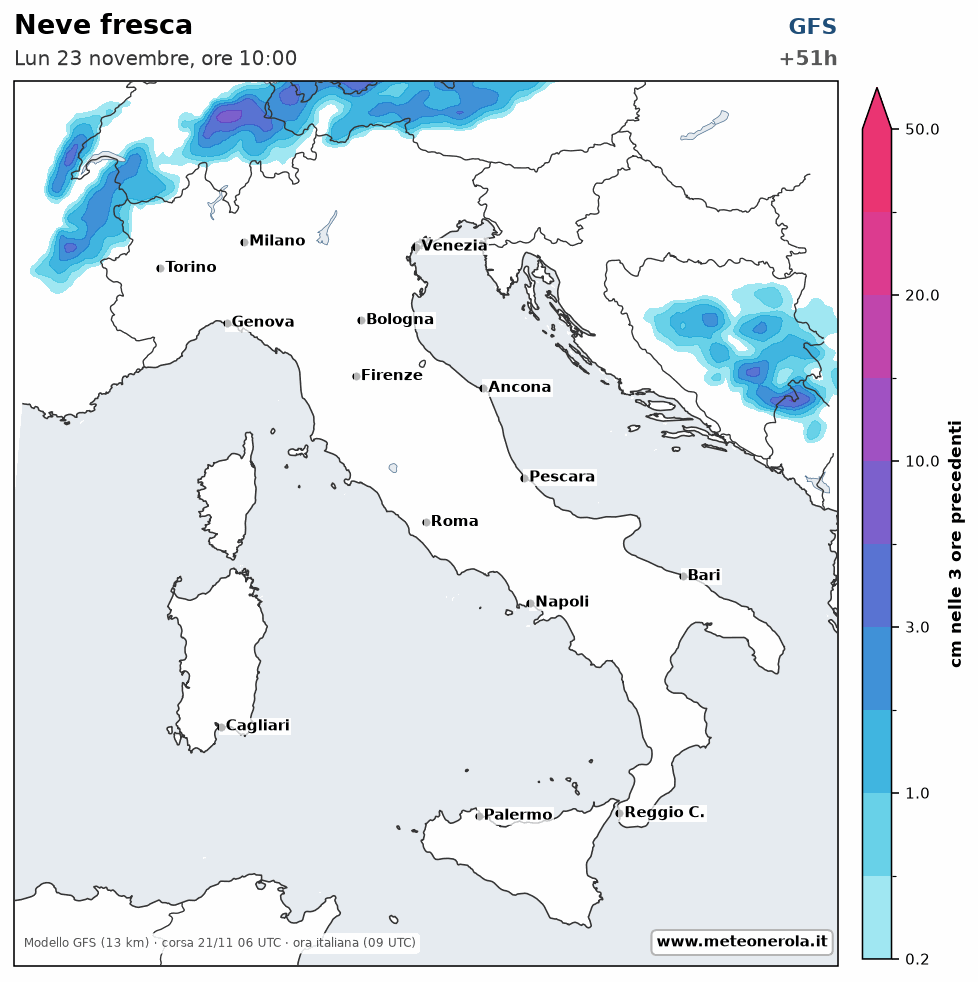 Neve fresca
GFS
Lun 23 novembre, ore 10:00
+51h
50.0
20.0
10.0
3.0
1.0
0.2
cm nelle 3 ore precedenti
Milano
Venezia
Torino
Genova
Bologna
Firenze
Ancona
Pescara
Roma
Bari
Napoli
Cagliari
Palermo
Reggio C.
Modello GFS (13 km) · corsa 21/11 06 UTC · ora italiana (09 UTC)
www.meteonerola.it